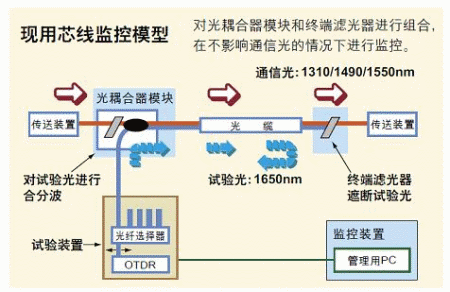 现用芯线监控模型
对光耦合器模块和终端滤光器进行组合，
在不影响通信光的情况下进行监控。
通信光：1310/1490/1550nm
光耦合器模块
传送装置
光 缆
传送装置
对试验光进行
合分波
试验光：1650nm
终端滤光器
遮断试验光
试验装置
光纤选择器
OTDR
监控装置
管理用PC